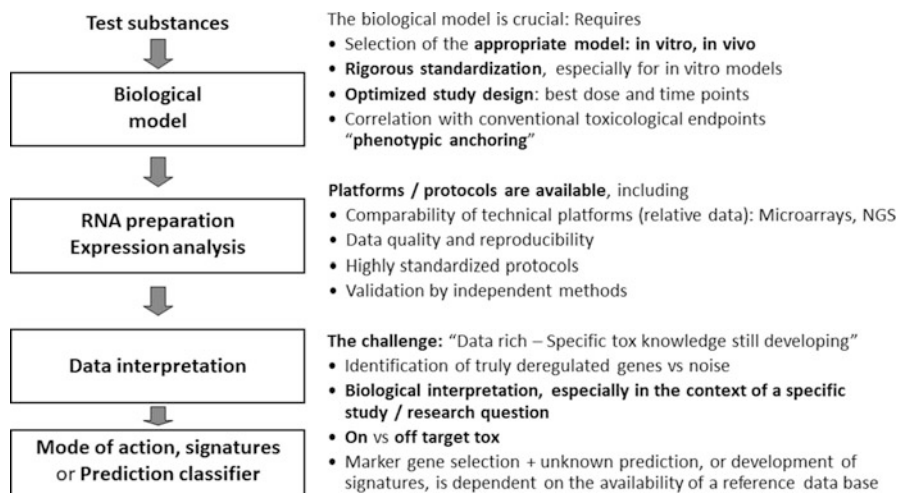 Test substances
Biological
model
RNA preparation
Expression analysis
Data interpretation
Mode of action, signatures
or Prediction classifier
The biological model is crucial: Requires
• Selection of the appropriate model: in vitro, in vivo
• Rigorous standardization, especially for in vitro models
• Optimized study design: best dose and time points
• Correlation with conventional toxicological endpoints
“phenotypic anchoring”
Platforms / protocols are available, including
• Comparability of technical platforms (relative data): Microarrays, NGS
• Data quality and reproducibility
• Highly standardized protocols
• Validation by independent methods
The challenge: “Data rich – Specific tox knowledge still developing”
• Identification of truly deregulated genes vs noise
• Biological interpretation, especially in the context of a specific
study / research question
• On vs off target tox
• Marker gene selection + unknown prediction, or development of
signatures, is dependent on the availability of a reference data base